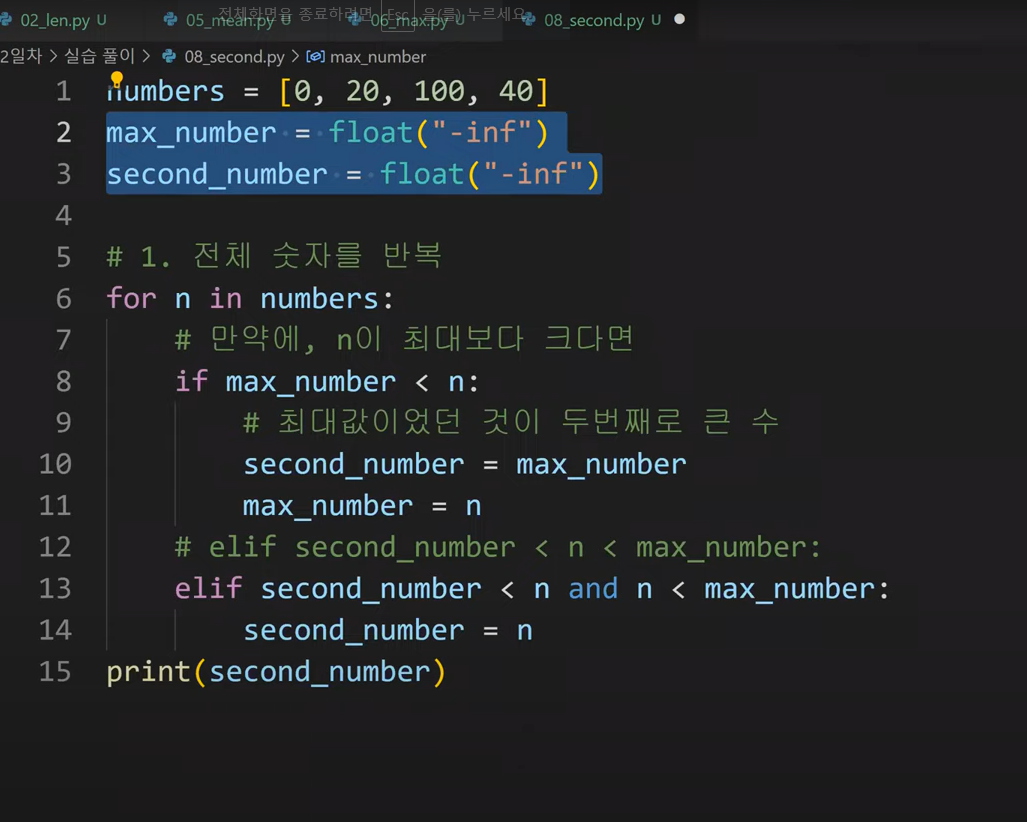 02_len.py U 05_mean.py U 06_max.py U 08_second.py U
전체화면을 종료하려면 Esc 을(를) 누르세요
2일차 > 실습 풀이 > 08_second.py > max_number
1 numbers = [0, 20, 100, 40]
2 max_number = float("-inf")
3 second_number = float("-inf")
4
5 # 1. 전체 숫자를 반복
6 for n in numbers:
7 # 만약에, n이 최대보다 크다면
8 if max_number < n:
9 # 최대값이었던 것이 두번째로 큰 수
10 second_number = max_number
11 max_number = n
12 # elif second_number < n < max_number:
13 elif second_number < n and n < max_number:
14 second_number = n
15 print(second_number)